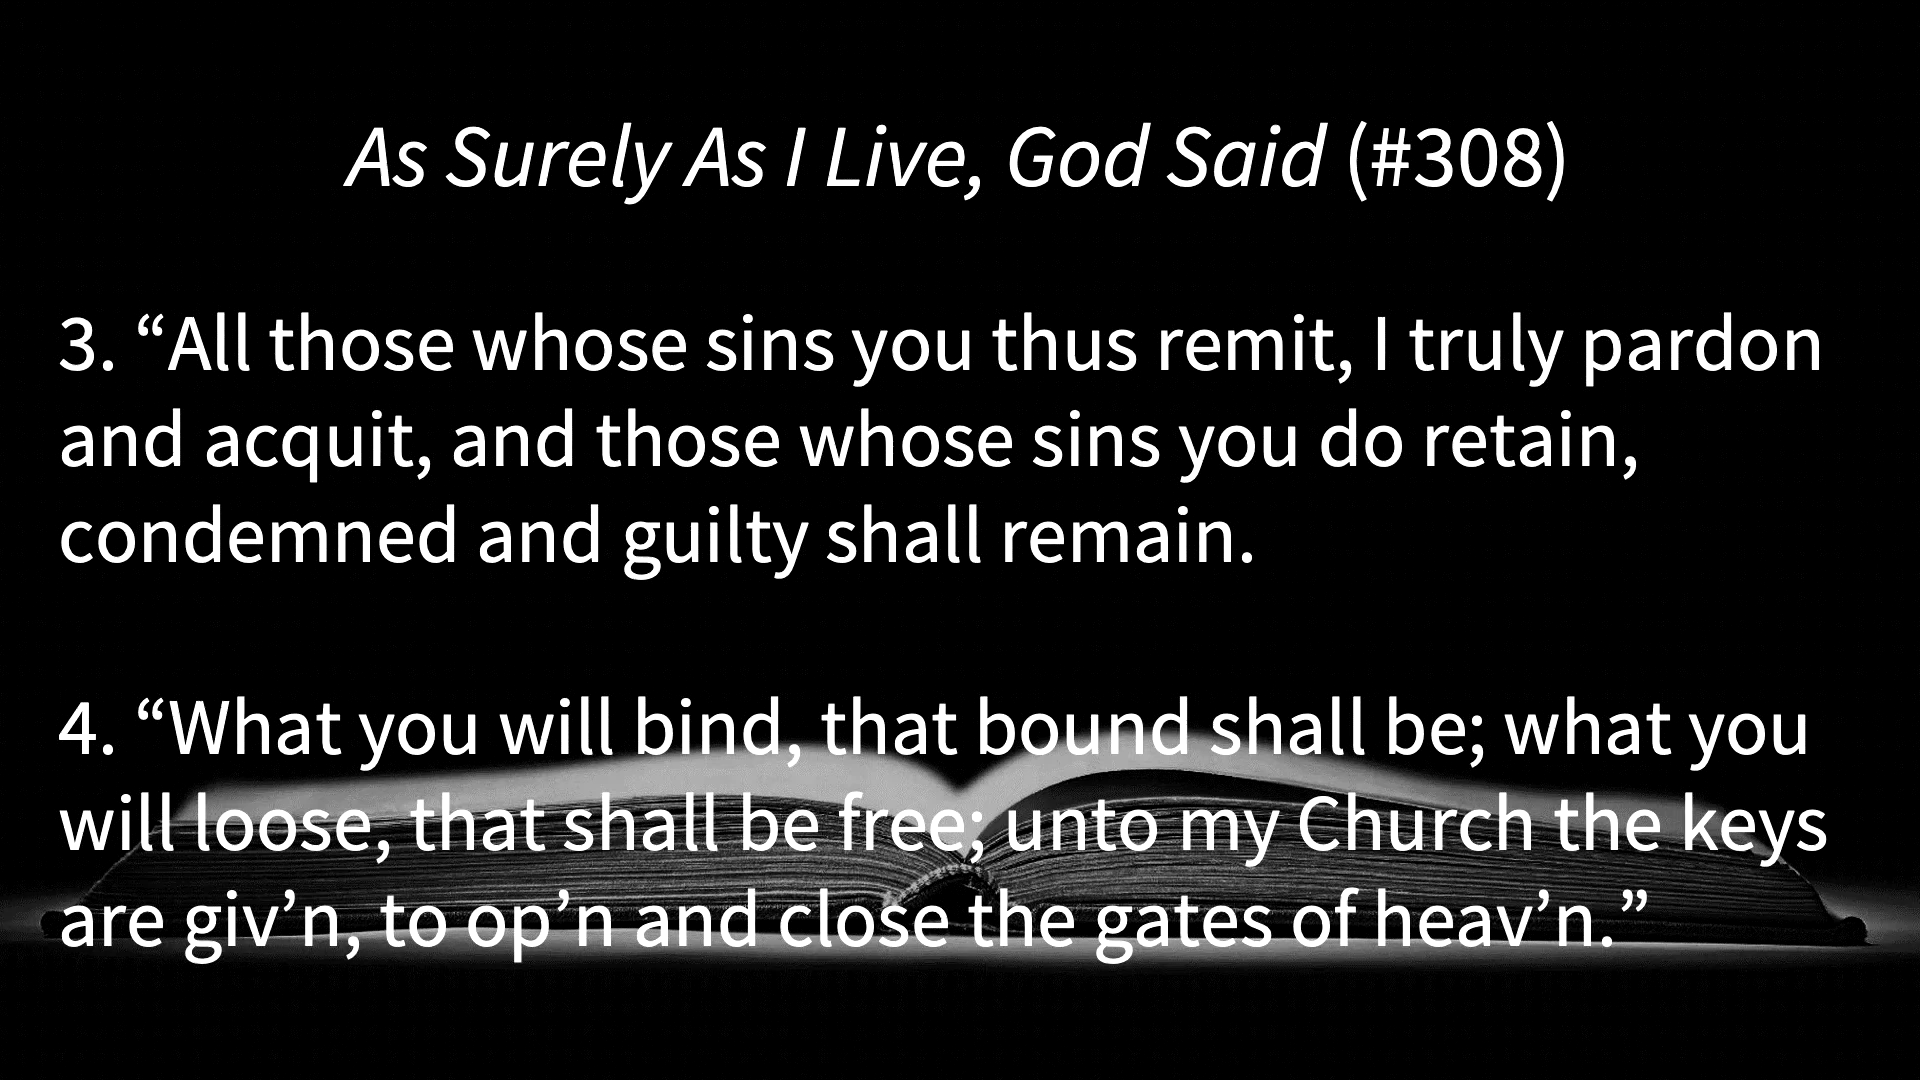 As Surely As I Live, God Said (#308)
3. “All those whose sins you thus remit, I truly pardon
and acquit, and those whose sins you do retain,
condemned and guilty shall remain.
4. “What you will bind, that bound shall be; what you
will loose, that shall be free; unto my Church the keys
are giv’n, to op’n and close the gates of heav’n.”